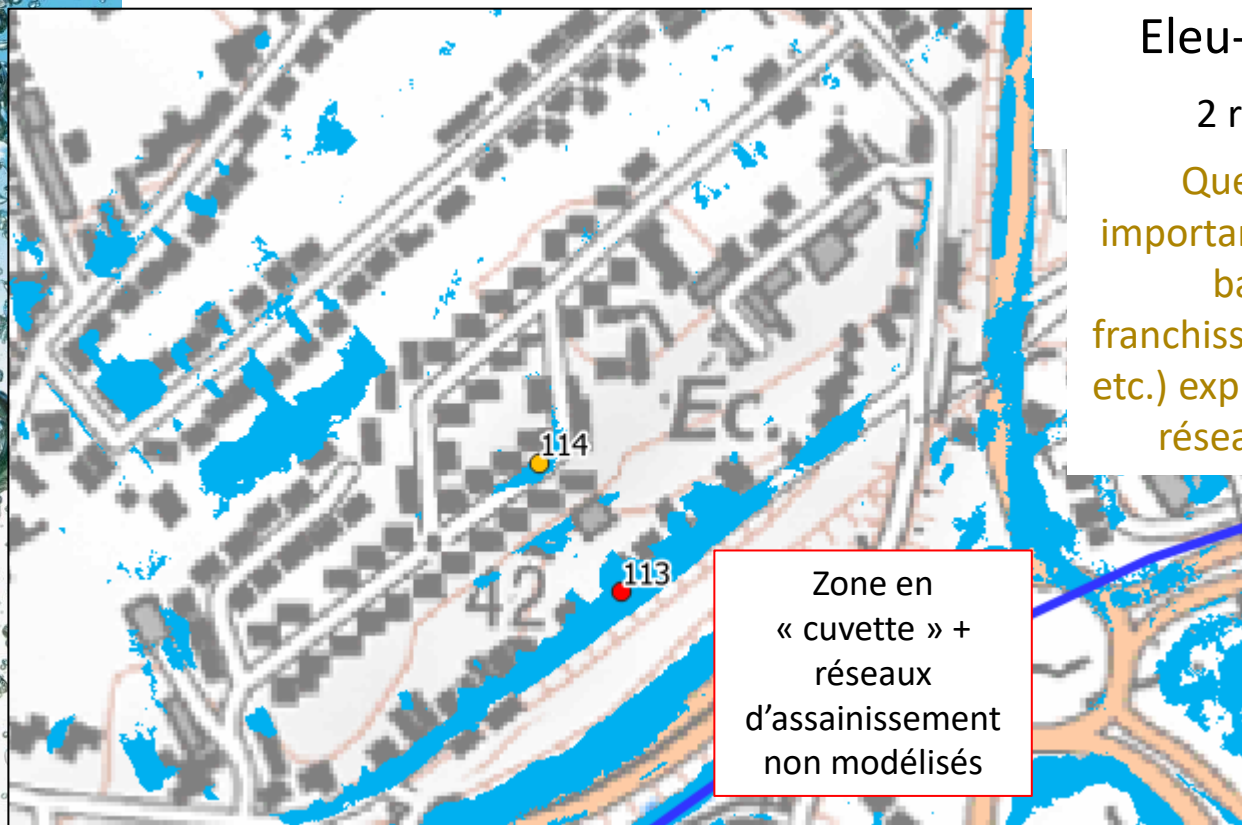 Eleu-
2 r
Que
importan
ba
franchiss
etc.) exp
résea
Éc.
114
113
42
Zone en
« cuvette » +
réseaux
d'assainissement
non modélisés